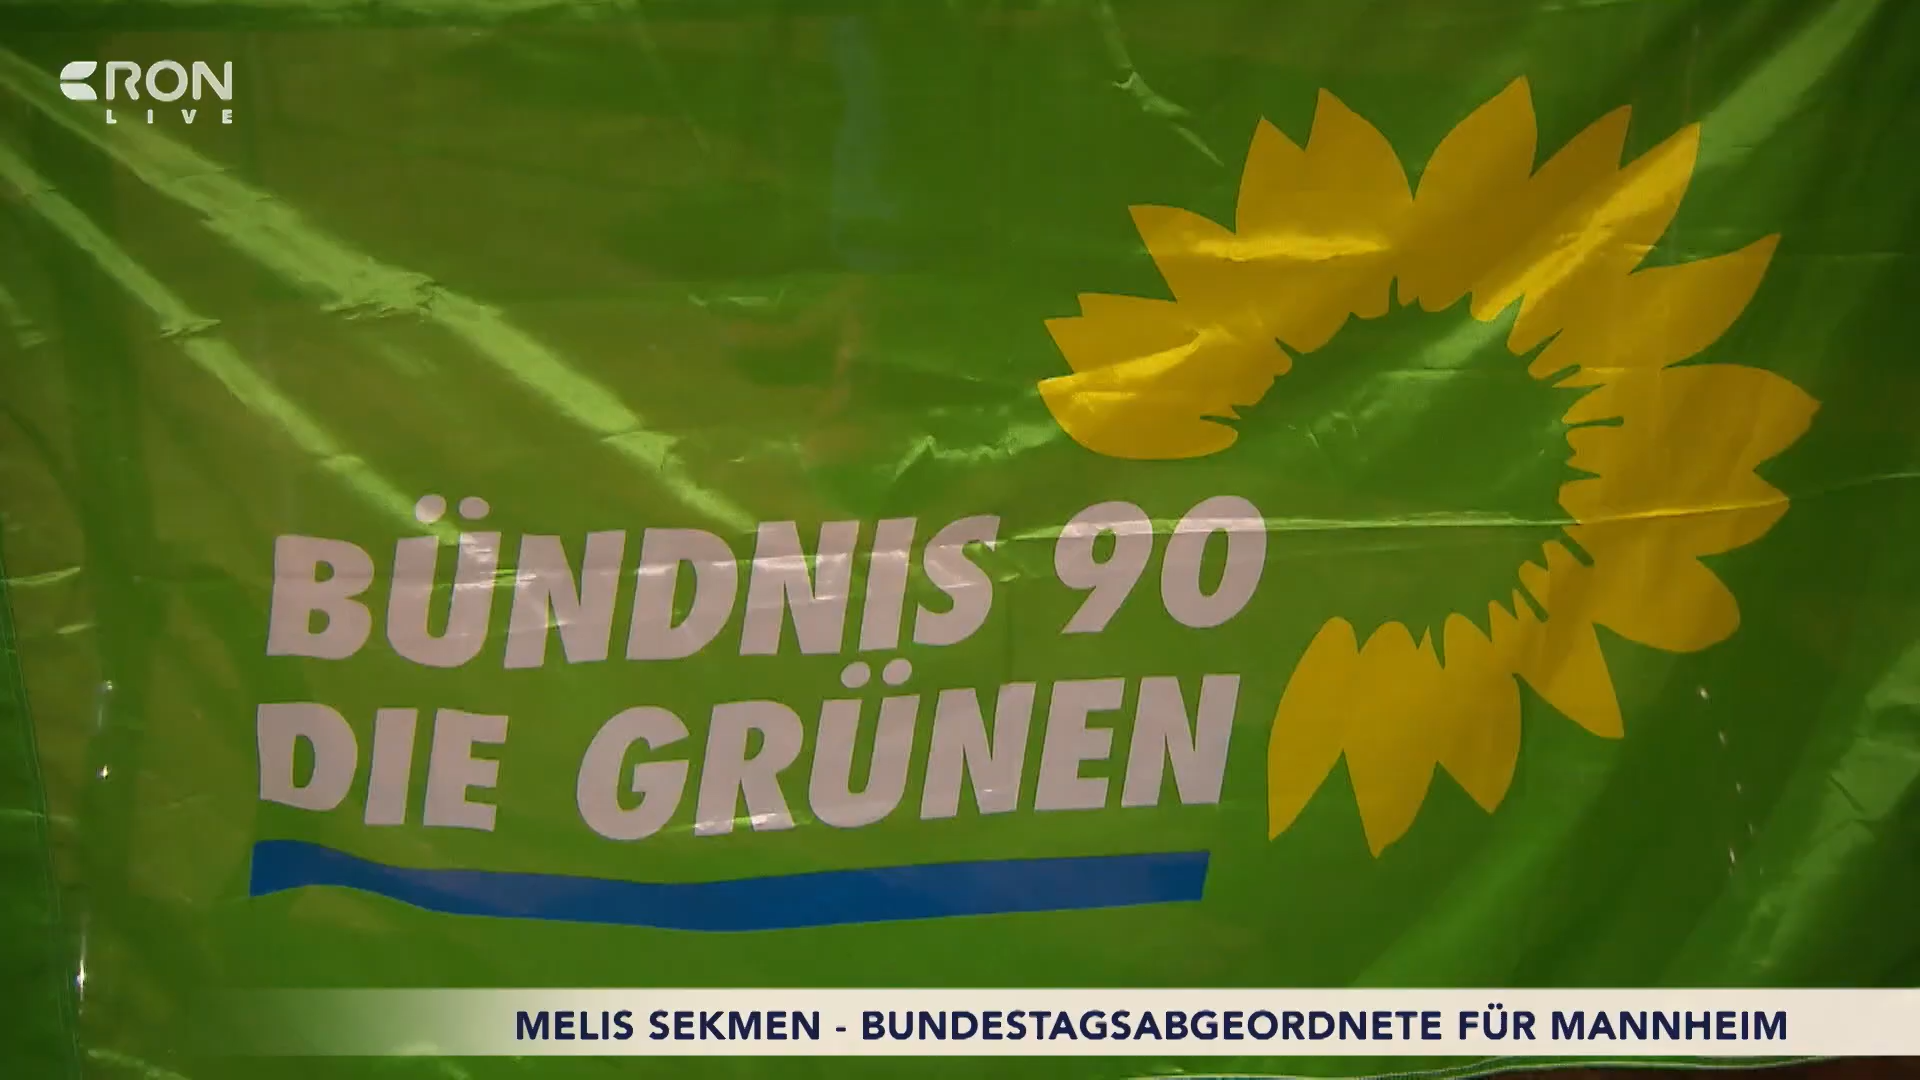 RON
LIVE
BÜNDNIS 90
DIE GRÜNEN
MELIS SEKMEN - BUNDESTAGSABGEORDNETE FÜR MANNHEIM